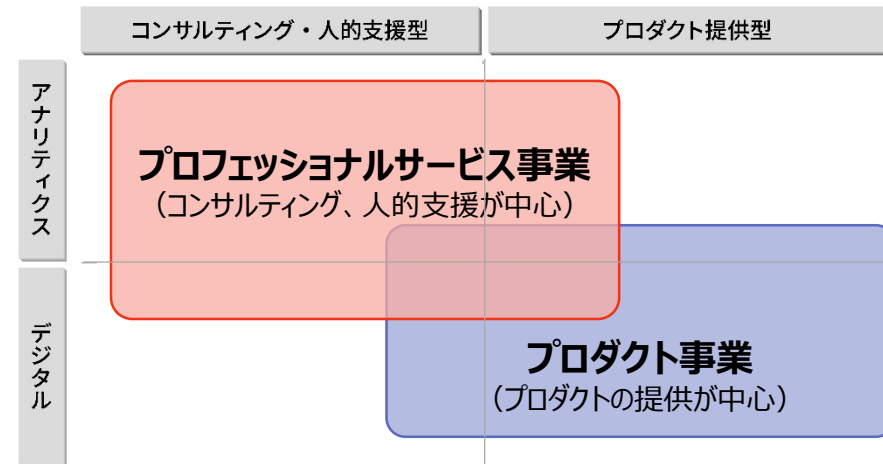 コンサルティング・人的支援型
プロダクト提供型
アナリティクス
プロフェッショナルサービス事業
（コンサルティング、人的支援が中心）
デジタル
プロダクト事業
（プロダクトの提供が中心）